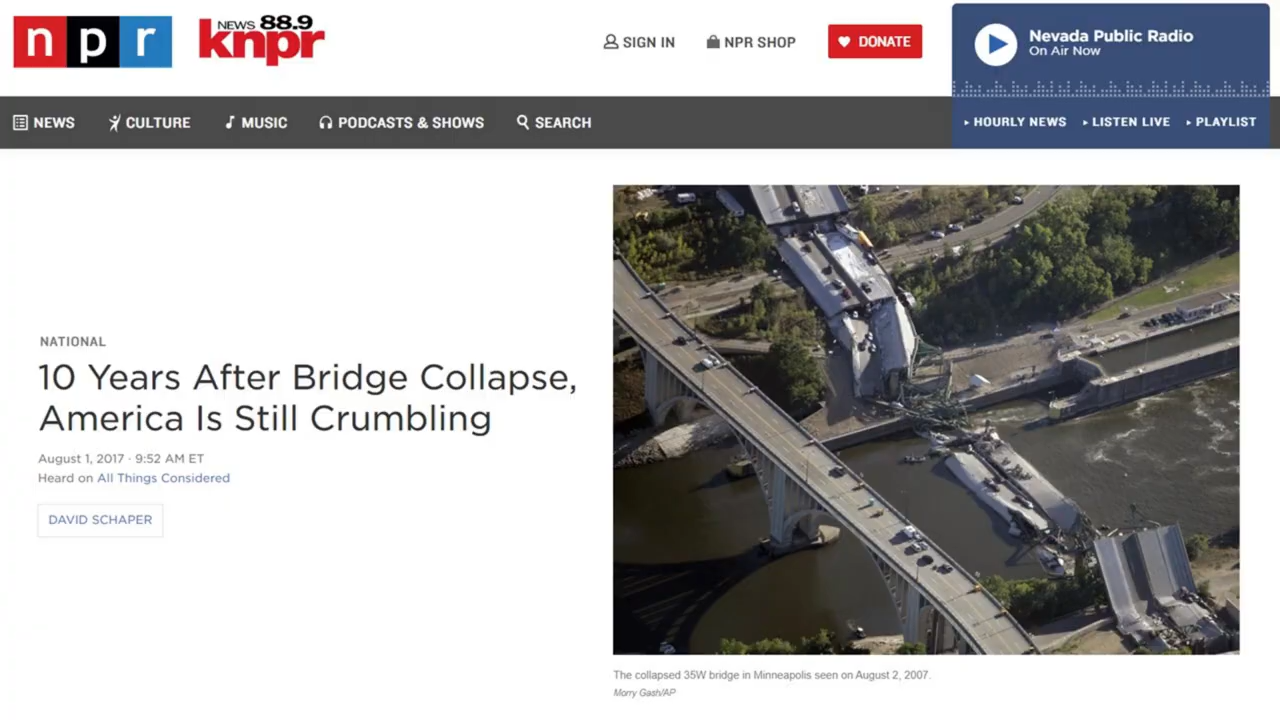 npr
NEWS 88.9
knpr
SIGN IN
NPR SHOP
DONATE
Nevada Public Radio
On Air Now
NEWS
CULTURE
MUSIC
PODCASTS & SHOWS
SEARCH
HOURLY NEWS
LISTEN LIVE
PLAYLIST
NATIONAL
10 Years After Bridge Collapse,
America Is Still Crumbling
August 1, 2017 · 9:52 AM ET
Heard on All Things Considered
DAVID SCHAPER
The collapsed 35W bridge in Minneapolis seen on August 2, 2007.
Morry Gash/AP